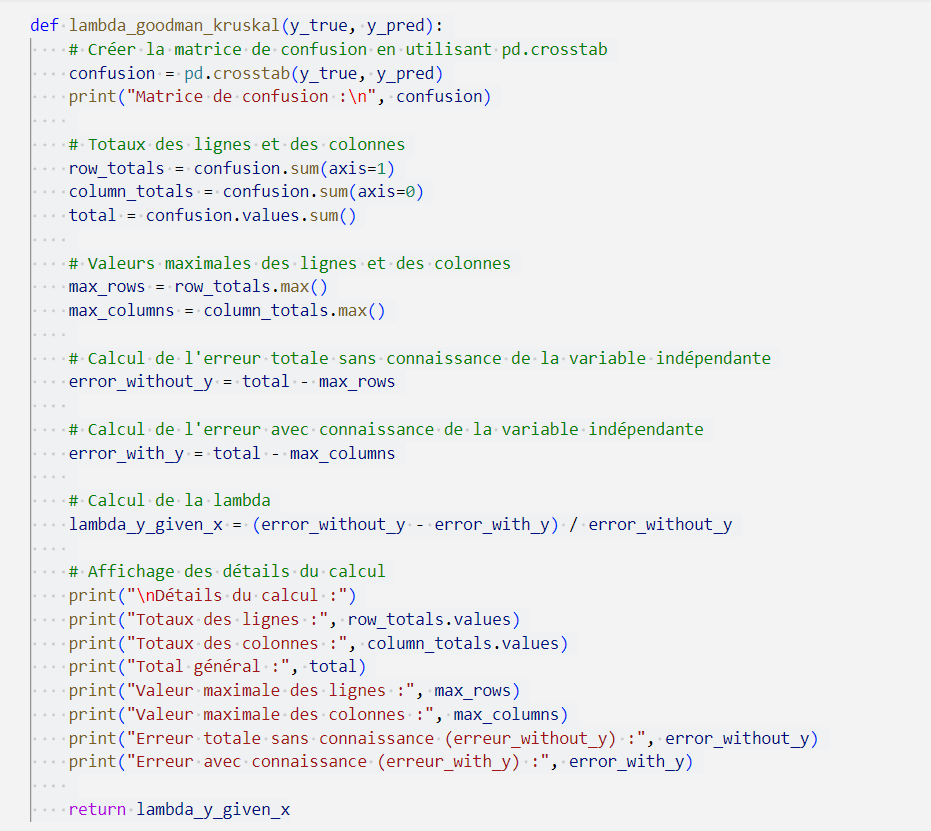 def lambda_goodman_kruskal(y_true, y_pred):
    # Créer la matrice de confusion en utilisant pd.crosstab
    confusion = pd.crosstab(y_true, y_pred)
    print("Matrice de confusion :\n", confusion)

    # Totaux des lignes et des colonnes
    row_totals = confusion.sum(axis=1)
    column_totals = confusion.sum(axis=0)
    total = confusion.values.sum()

    # Valeurs maximales des lignes et des colonnes
    max_rows = row_totals.max()
    max_columns = column_totals.max()

    # Calcul de l'erreur totale sans connaissance de la variable indépendante
    error_without_y = total - max_rows

    # Calcul de l'erreur avec connaissance de la variable indépendante
    error_with_y = total - max_columns

    # Calcul de la lambda
    lambda_y_given_x = (error_without_y - error_with_y) / error_without_y

    # Affichage des détails du calcul
    print("\nDétails du calcul :")
    print("Totaux des lignes :", row_totals.values)
    print("Totaux des colonnes :", column_totals.values)
    print("Total général :", total)
    print("Valeur maximale des lignes :", max_rows)
    print("Valeur maximale des colonnes :", max_columns)
    print("Erreur totale sans connaissance (erreur_without_y) :", error_without_y)
    print("Erreur avec connaissance (erreur_with_y) :", error_with_y)

    return lambda_y_given_x